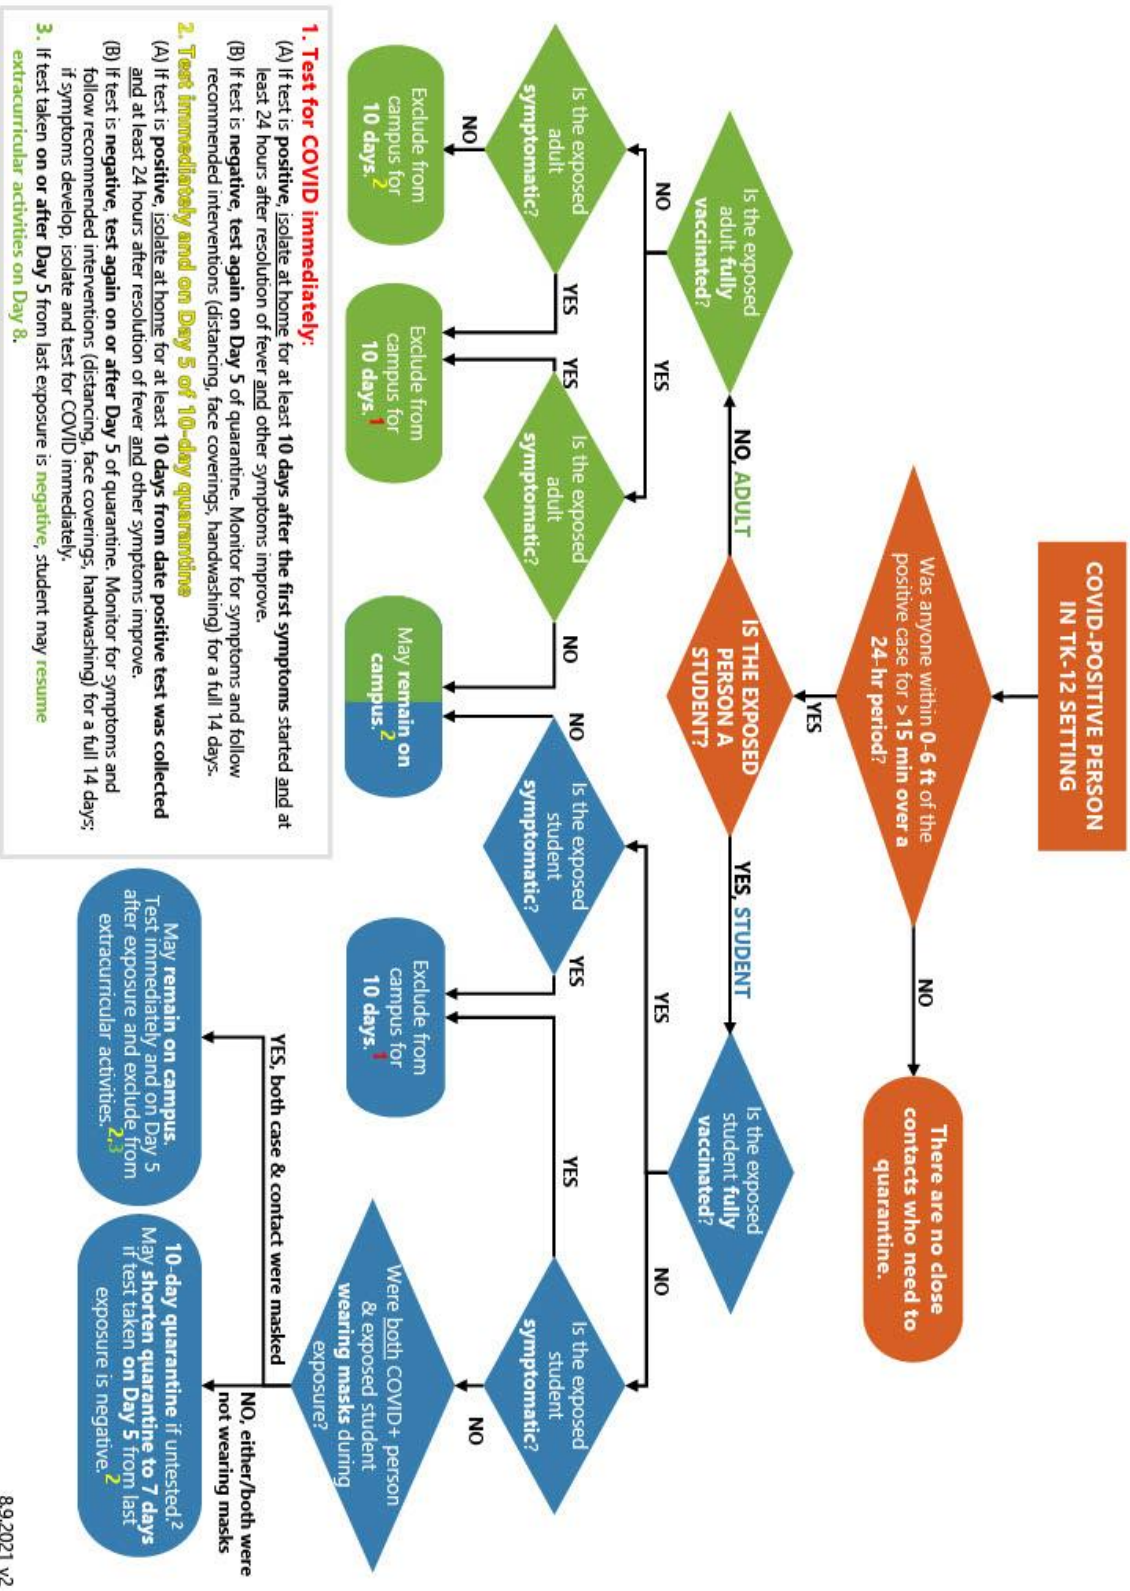 COVID-POSITIVE PERSON
IN TK-12 SETTING
Was anyone within 0-6 ft of the
positive case for >15 min over a
24-hr period?
NO
There are no close
contacts who need to
quarantine.
YES
IS THE EXPOSED
PERSON A
STUDENT?
NO, ADULT
YES, STUDENT
Is the exposed
adult fully
vaccinated?
NO
YES
Is the exposed
adult
symptomatic?
NO
YES
Exclude from
campus for
10 days. 2
Is the exposed
adult
symptomatic?
YES
NO
Exclude from
campus for
10 days. 1
May remain on
campus. 2
Is the exposed
student fully
vaccinated?
YES
NO
Is the exposed
student
symptomatic?
NO
YES
Exclude from
campus for
10 days. 1
Is the exposed
student
symptomatic?
YES
NO
Were both COVID+ person
& exposed student
wearing masks during
exposure?
YES, both case & contact were masked
NO, either/both were
not wearing masks
May remain on campus.
Test immediately and on Day 5
after exposure and exclude from
extracurricular activities. 2,3
10-day quarantine if untested.2
May shorten quarantine to 7 days
if test taken on Day 5 from last
exposure is negative. 2
1. Test for COVID immediately:
(A) If test is positive, isolate at home for at least 10 days after the first symptoms started and at
least 24 hours after resolution of fever and other symptoms improve.
(B) If test is negative, test again on Day 5 of quarantine. Monitor for symptoms and follow
recommended interventions (distancing, face coverings, handwashing) for a full 14 days.
2. Test immediately and on Day 5 of 10-day quarantine
(A) If test is positive, isolate at home for at least 10 days from date positive test was collected
and at least 24 hours after resolution of fever and other symptoms improve.
(B) If test is negative, test again on or after Day 5 of quarantine. Monitor for symptoms and
follow recommended interventions (distancing, face coverings, handwashing) for a full 14 days;
if symptoms develop, isolate and test for COVID immediately.
3. If test taken on or after Day 5 from last exposure is negative, student may resume
extracurricular activities on Day 8.
8.9.2021 v2